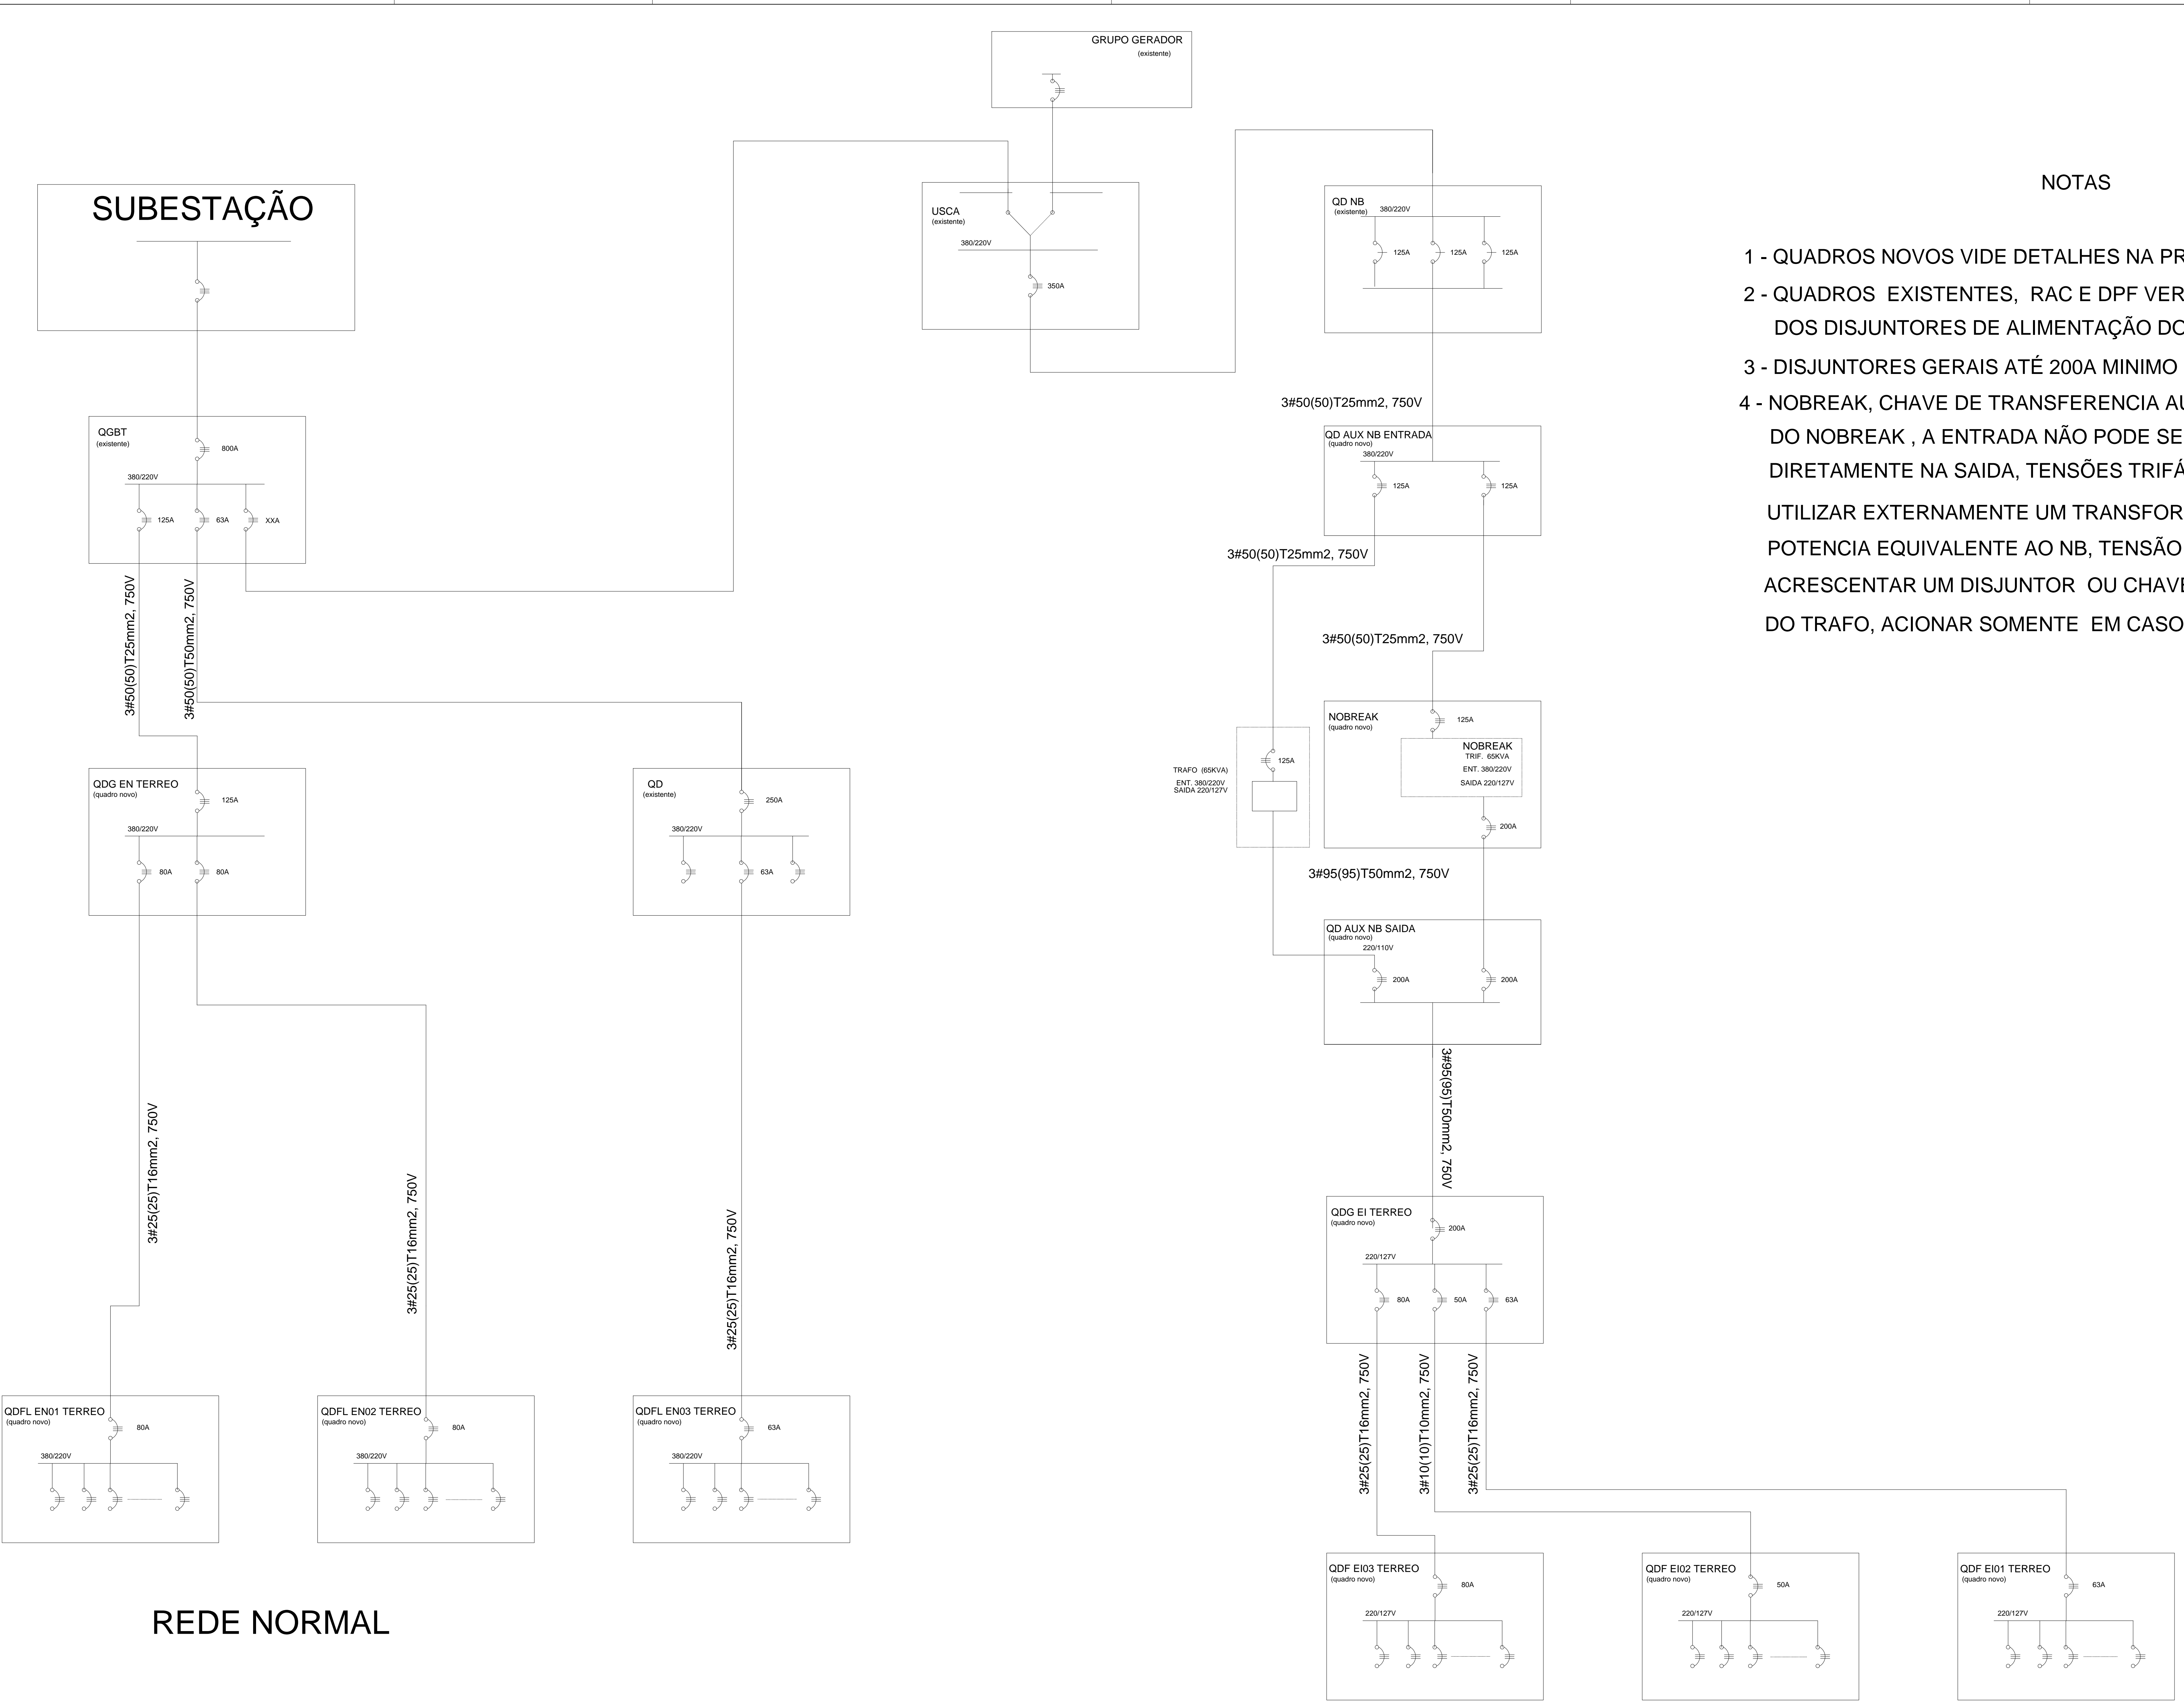 GRUPO GERADOR
(existente)
SUBESTAÇÃO
USCA
(existente)
380/220V
350A
QD NB
(existente)
380/220V
125A
125A
125A
NOTAS
1 - QUADROS NOVOS VIDE DETALHES NA PR
2 - QUADROS EXISTENTES, RAC E DPF VER
DOS DISJUNTORES DE ALIMENTAÇÃO DO
3 - DISJUNTORES GERAIS ATÉ 200A MINIMO
4 - NOBREAK, CHAVE DE TRANSFERENCIA AU
DO NOBREAK , A ENTRADA NÃO PODE SE
DIRETAMENTE NA SAIDA, TENSÕES TRIFÁ
UTILIZAR EXTERNAMENTE UM TRANSFOR
POTENCIA EQUIVALENTE AO NB, TENSÃO
ACRESCENTAR UM DISJUNTOR OU CHAVE
DO TRAFO, ACIONAR SOMENTE EM CASO
QGBT
(existente)
800A
380/220V
125A
63A
XXA
3#50(50)T25mm2, 750V
3#50(50)T50mm2, 750V
3#50(50)T25mm2, 750V
QD AUX NB ENTRADA
(quadro novo)
380/220V
125A
125A
3#50(50)T25mm2, 750V
3#50(50)T25mm2, 750V
NOBREAK
(quadro novo)
125A
NOBREAK
TRIF. 65KVA
ENT. 380/220V
SAIDA 220/127V
200A
TRAFO (65KVA)
ENT. 380/220V
SAIDA 220/127V
125A
QDG EN TERREO
(quadro novo)
125A
380/220V
80A
80A
QD
(existente)
250A
380/220V
63A
3#95(95)T50mm2, 750V
QD AUX NB SAIDA
(quadro novo)
220/110V
200A
200A
3#95(95)T50mm2, 750V
3#25(25)T16mm2, 750V
3#25(25)T16mm2, 750V
3#25(25)T16mm2, 750V
QDG EI TERREO
(quadro novo)
200A
220/127V
80A
50A
63A
3#25(25)T16mm2, 750V
3#10(10)T10mm2, 750V
3#25(25)T16mm2, 750V
QDFL EN01 TERREO
(quadro novo)
80A
380/220V
QDFL EN02 TERREO
(quadro novo)
80A
380/220V
QDFL EN03 TERREO
(quadro novo)
63A
380/220V
QDF EI03 TERREO
(quadro novo)
80A
220/127V
QDF EI02 TERREO
(quadro novo)
50A
220/127V
QDF EI01 TERREO
(quadro novo)
63A
220/127V
REDE NORMAL